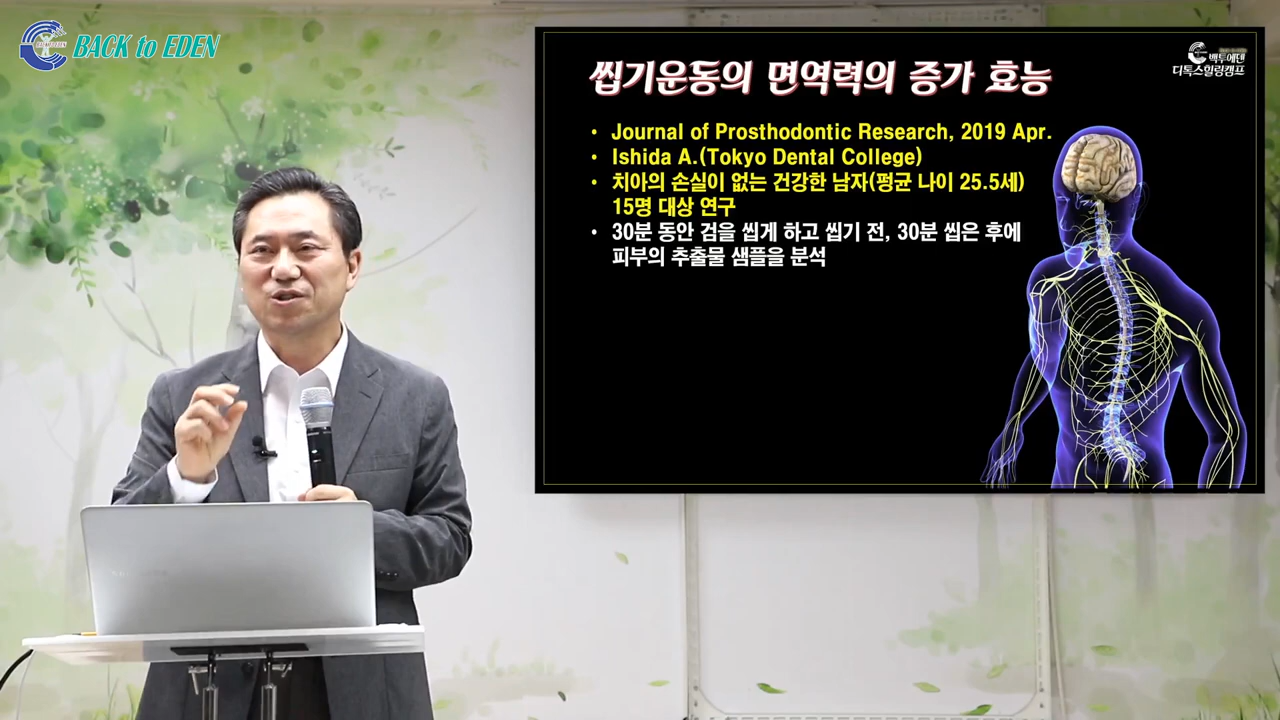 BACK to EDEN
백투에덴
디톡스힐링캠프
씹기운동의 면역력의 증가 효능
• Journal of Prosthodontic Research, 2019 Apr.
• Ishida A.(Tokyo Dental College)
• 치아의 손실이 없는 건강한 남자(평균 나이 25.5세)
15명 대상 연구
• 30분 동안 검을 씹게 하고 씹기 전, 30분 씹은 후에
피부의 추출물 샘플을 분석